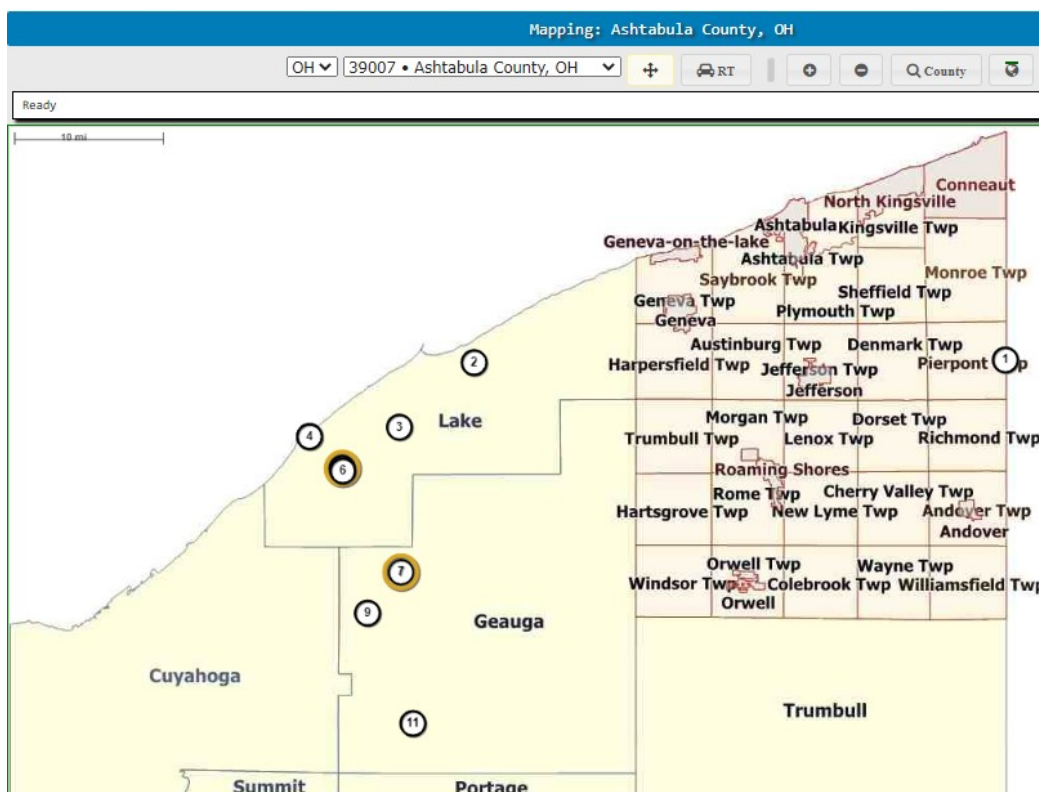 Mapping: Ashtabula County, OH
OH 39007 • Ashtabula County, OH RT County
Ready
10 mi
Conneaut
North Kingsville
Ashtabula Kingsville Twp
Geneva-on-the-lake
Ashtabula Twp
Monroe Twp
Saybrook Twp
Sheffield Twp
Geneva Twp
Plymouth Twp
Geneva
Austinburg Twp Denmark Twp
Harpersfield Twp Jefferson Twp Pierpont Twp
1
2
Jefferson
Lake
Morgan Twp Dorset Twp
3
4
Trumbull Twp Lenox Twp Richmond Twp
6
Roaming Shores
Rome Twp Cherry Valley Twp
Hartsgrove Twp New Lyme Twp Andover Twp
Andover
Orwell Twp Wayne Twp
7
Windsor Twp Colebrook Twp Williamsfield Twp
Orwell
9
Geauga
Cuyahoga
Trumbull
11
Summit Portage